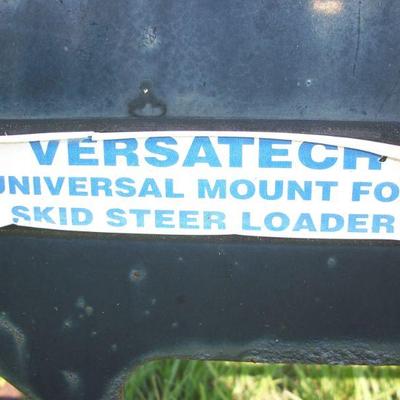 VERSATECH
UNIVERSAL MOUNT FO
SKID STEER LOADER